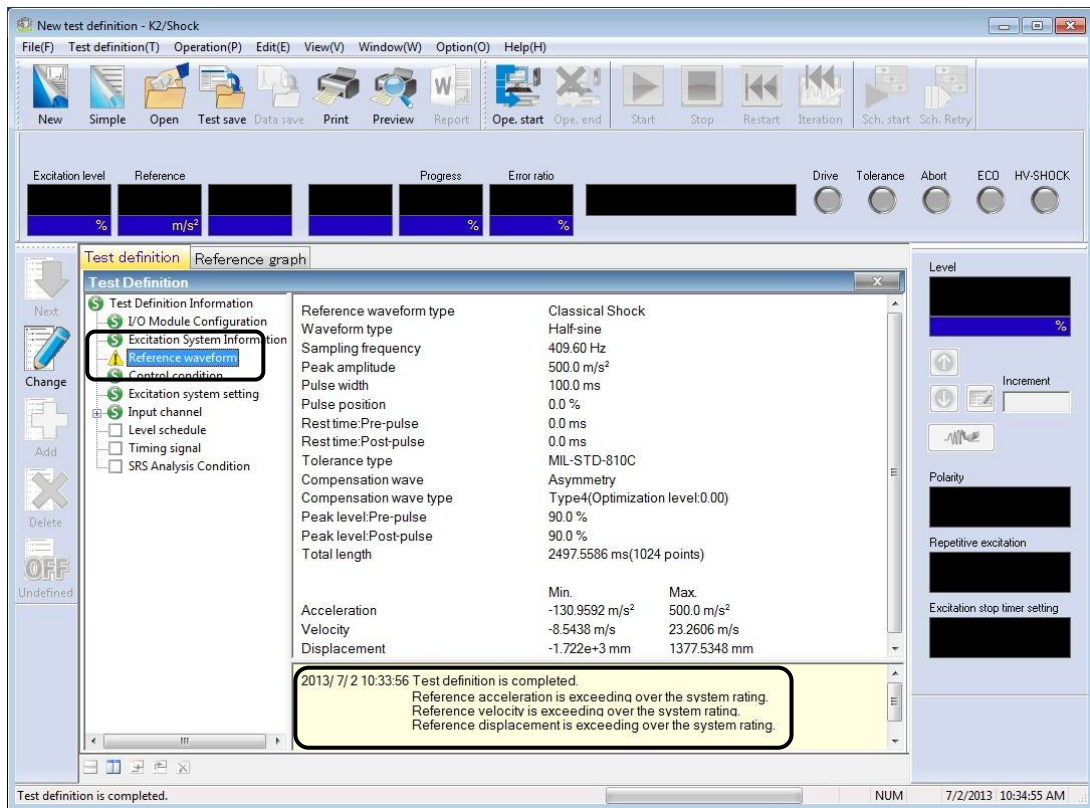 New test definition - K2/Shock
File(F) Test definition(T) Operation(P) Edit(E) View(V) Window(W) Option(O) Help(H)
New Simple Open Test save Data save Print Preview Report Ope. start Ope. end Start Stop Restart Iteration Sch. start Sch. Retry
Excitation level Reference Progress Error ratio Drive Tolerance Abort ECO HV-SHOCK
% m/s² % %
Test definition Reference graph
Test Definition
Next
Change
Add
Delete
OFF
Undefined
Test Definition Information
I/O Module Configuration
Excitation System Information
Reference waveform
Control condition
Excitation system setting
Input channel
Level schedule
Timing signal
SRS Analysis Condition
Reference waveform type Classical Shock
Waveform type Half-sine
Sampling frequency 409.60 Hz
Peak amplitude 500.0 m/s²
Pulse width 100.0 ms
Pulse position 0.0 %
Rest time:Pre-pulse 0.0 ms
Rest time:Post-pulse 0.0 ms
Tolerance type MIL-STD-810C
Compensation wave Asymmetry
Compensation wave type Type4(Optimization level:0.00)
Peak level:Pre-pulse 90.0 %
Peak level:Post-pulse 90.0 %
Total length 2497.5586 ms(1024 points)
Min. Max.
Acceleration -130.9592 m/s² 500.0 m/s²
Velocity -8.5438 m/s 23.2606 m/s
Displacement -1.722e+3 mm 1377.5348 mm
2013/ 7/ 2 10:33:56 Test definition is completed.
Reference acceleration is exceeding over the system rating.
Reference velocity is exceeding over the system rating.
Reference displacement is exceeding over the system rating.
Level
%
Increment
Polarity
Repetitive excitation
Excitation stop timer setting
Test definition is completed. NUM 7/2/2013 10:34:55 AM